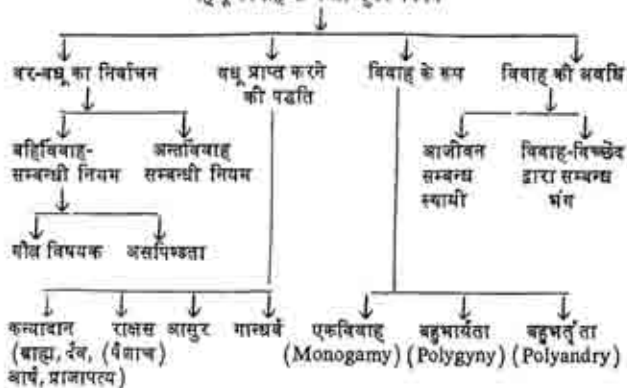 वर-वधू का निर्वाचन वधू प्राप्त करने विवाह के रूप विवाह की अवधि
की पद्धति
बहिर्विवाह- अन्तर्विवाह आजीवन विवाह-विच्छेद
सम्बन्धी नियम सम्बन्धी नियम सम्बन्ध द्वारा सम्बन्ध
स्थायी भंग
गोत्र विषयक असपिण्डता
कन्यादान राक्षस आसुर गान्धर्व एकविवाह बहुभार्यता बहुभर्तृता
(ब्राह्म, दैव, (पैशाच) (Monogamy) (Polygyny) (Polyandry)
आर्ष, प्राजापत्य)